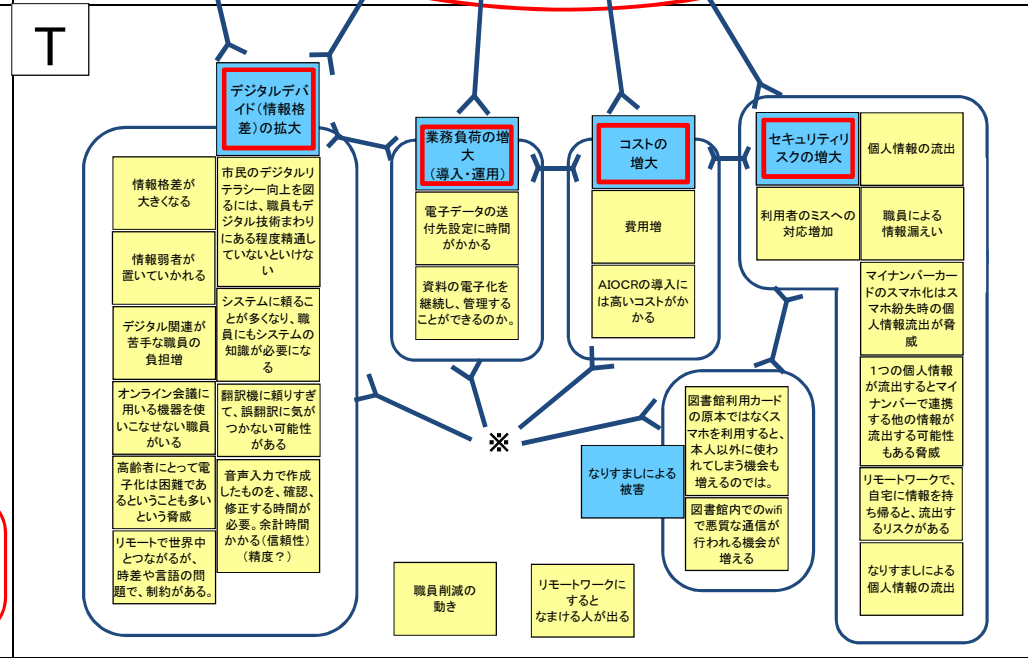 T
デジタルデバ
イド(情報格
差)の拡大
情報格差が
大きくなる
情報弱者が
置いていかれる
デジタル関連が
苦手な職員の
負担増
オンライン会議に
用いる機器を使
いこなせない職員
がいる
高齢者にとって電
子化は困難であ
るということも多い
という脅威
リモートで世界中
とつながるが、
時差や言語の問
題で、制約がある。
市民のデジタルリ
テラシー向上を図
るには、職員もデ
ジタル技術まわり
にある程度精通し
ていないといけな
い
システムに頼るこ
とが多くなり、職
員にもシステムの
知識が必要にな
る
翻訳機に頼りすぎ
て、誤翻訳に気が
つかない可能性
がある
音声入力で作成
したものを、確認、
修正する時間が
必要。余計時間
かかる(信頼性)
(精度?)
業務負荷の増
大
(導入・運用)
電子データの送
付先設定に時間
がかかる
資料の電子化を
継続し、管理する
ことができるのか。
コストの
増大
費用増
AIOCRの導入に
は高いコストがか
かる
セキュリティリ
スクの増大
個人情報の流出
利用者のミスへの
対応増加
職員による
情報漏えい
マイナンバーカー
ドのスマホ化はス
マホ紛失時の個
人情報流出が脅
威
1つの個人情報
が流出するとマイ
ナンバーで連携
する他の情報が
流出する可能性
もある脅威
リモートワークで、
自宅に情報を持
ち帰ると、流出す
るリスクがある
なりすましによる
個人情報の流出
※
なりすましによる
被害
図書館利用カード
の原本ではなくス
マホを利用すると、
本人以外に使わ
れてしまう機会も
増えるのでは。
図書館内でのwifi
で悪質な通信が
行われる機会が
増える
職員削減の
動き
リモートワークに
すると
なまける人が出る